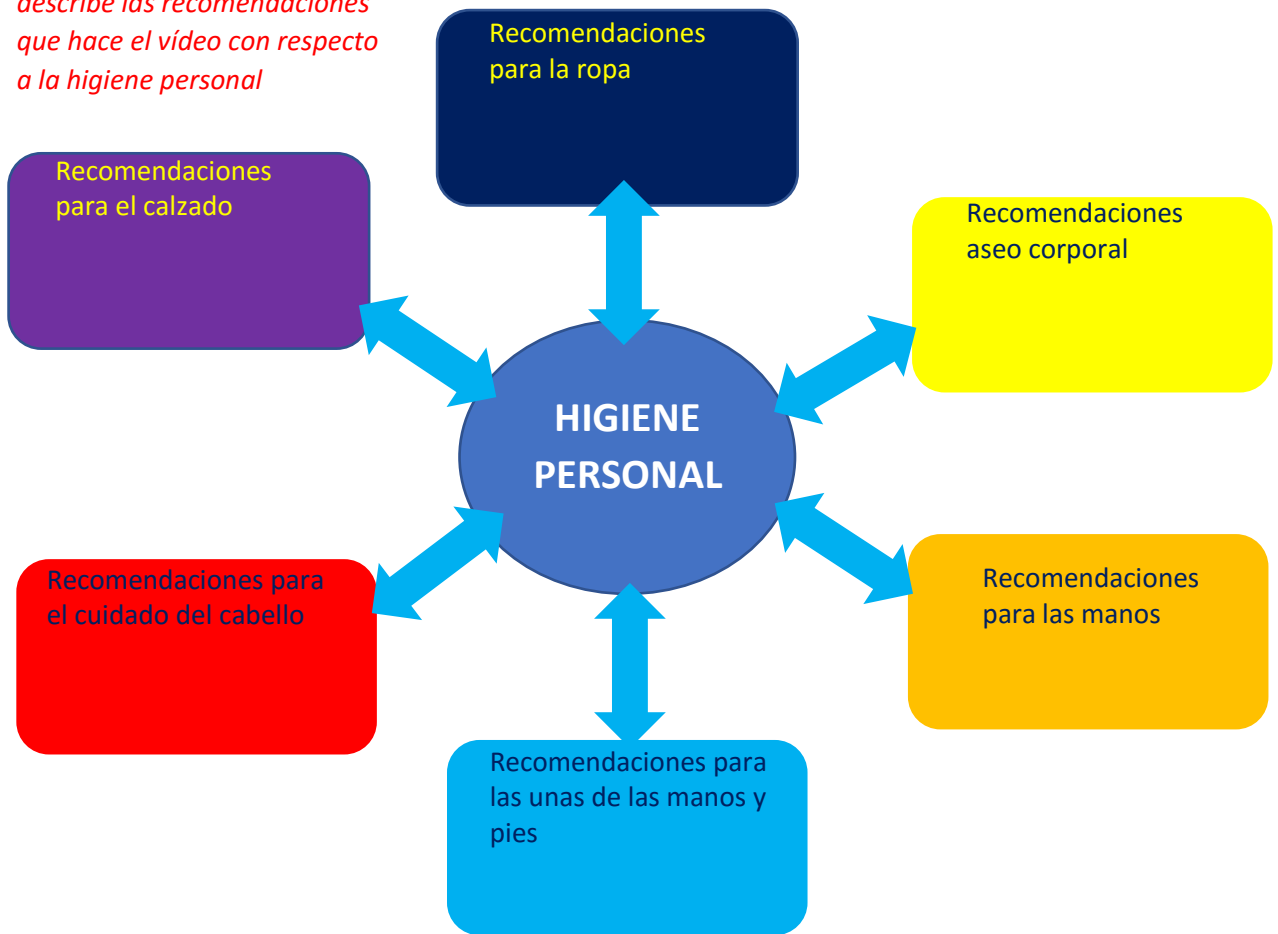 describe las recomendaciones
que hace el vídeo con respecto
a la higiene personal
Recomendaciones
para la ropa
Recomendaciones
para el calzado
Recomendaciones
aseo corporal
HIGIENE
PERSONAL
Recomendaciones para
el cuidado del cabello
Recomendaciones
para las manos
Recomendaciones para
las unas de las manos y
pies